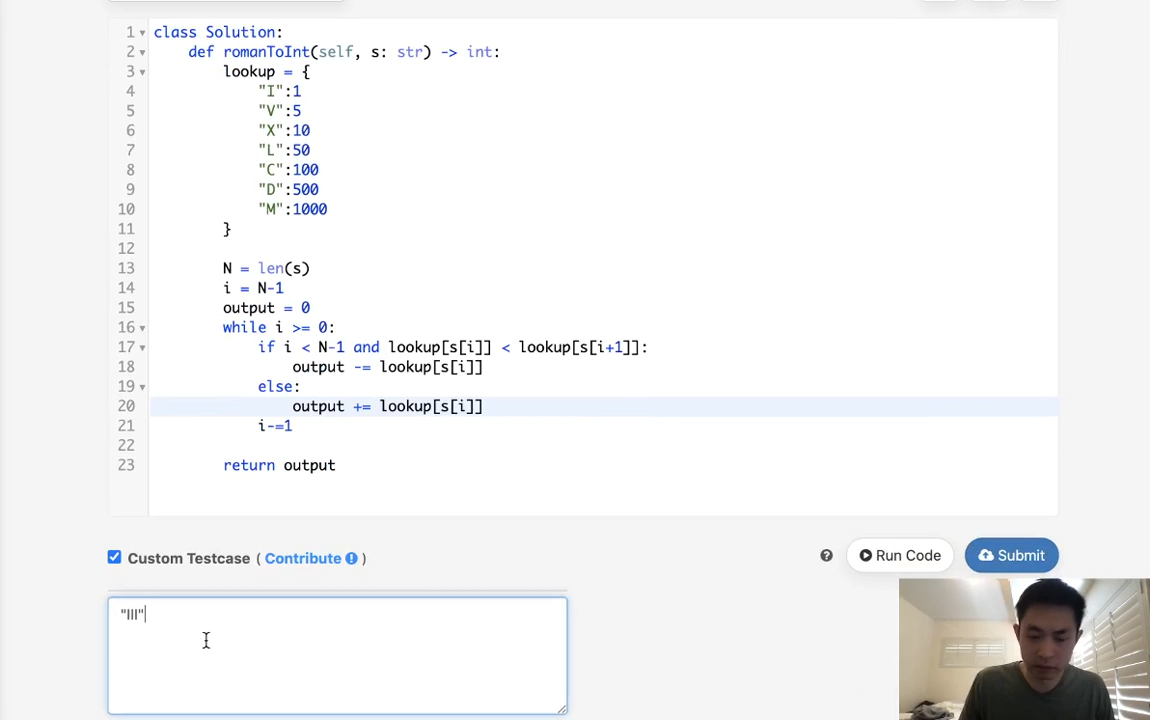 1 class Solution:
2 def romanToInt(self, s: str) -> int:
3 lookup = {
4 "I":1
5 "V":5
6 "X":10
7 "L":50
8 "C":100
9 "D":500
10 "M":1000
11 }
12
13 N = len(s)
14 i = N-1
15 output = 0
16 while i >= 0:
17 if i < N-1 and lookup[s[i]] < lookup[s[i+1]]:
18 output -= lookup[s[i]]
19 else:
20 output += lookup[s[i]]
21 i-=1
22
23 return output
Custom Testcase ( Contribute ! )
? Run Code Submit
"III"